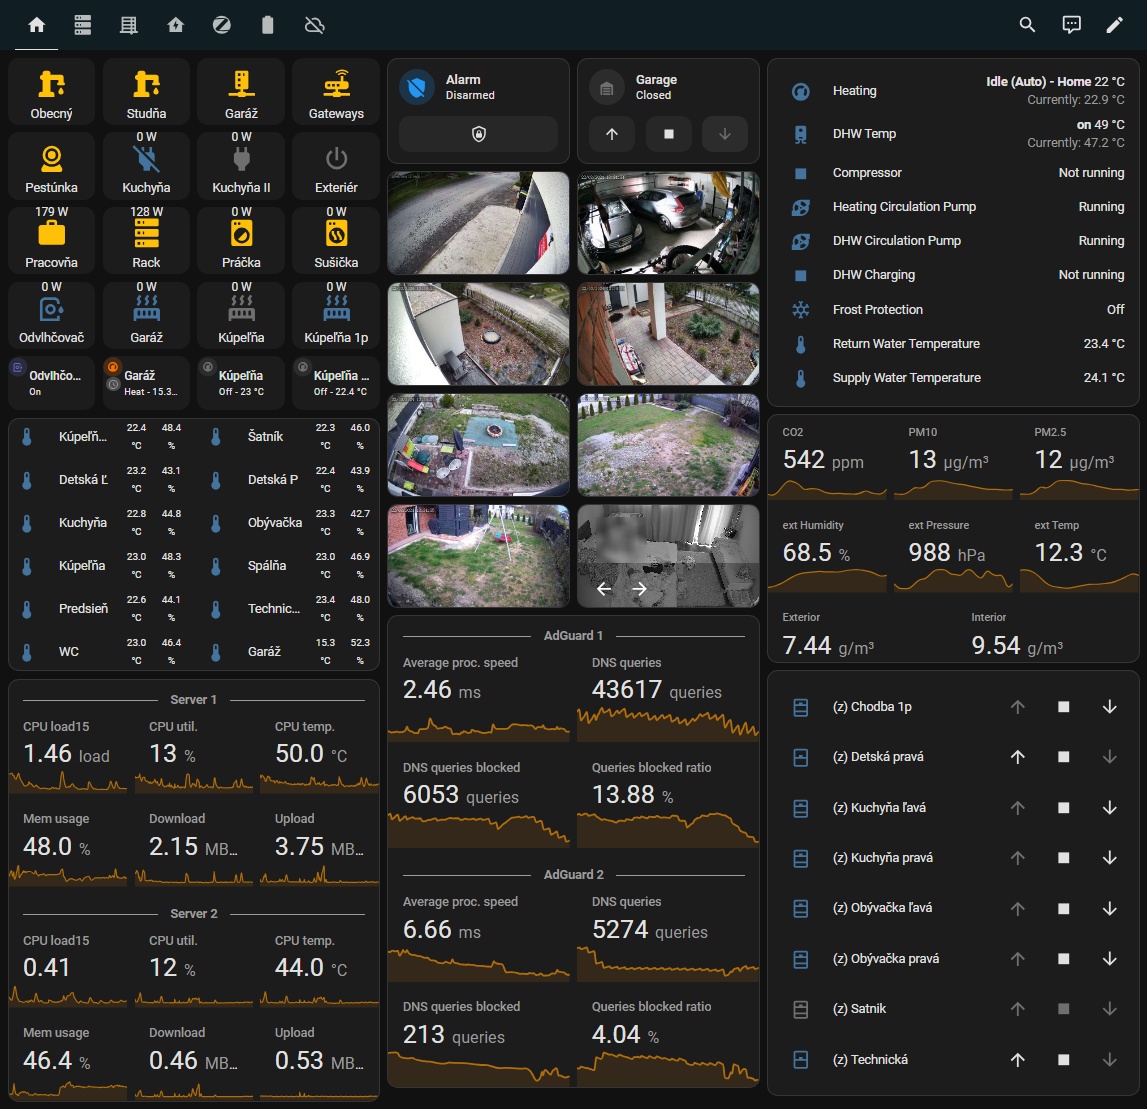 Obecný
Studňa
Garáž
Gateways
Pestúnka
0 W
Kuchyňa
0 W
Kuchyňa II
0 W
Exteriér
179 W
Pracovňa
128 W
Rack
0 W
Práčka
0 W
Sušička
0 W
Odvlhčovač
0 W
Garáž
0 W
Kúpeľňa
0 W
Kúpeľňa 1p
Odvlhčo...
On
Garáž
Heat - 15.3...
Kúpeľňa
Off - 23 °C
Kúpeľňa ...
Off - 22.4 °C
Kúpeľň... 22.4 °C 48.4 %
Šatník 22.3 °C 46.0 %
Detská Ľ 23.2 °C 43.1 %
Detská P 22.4 °C 43.9 %
Kuchyňa 22.8 °C 44.8 %
Obývačka 23.3 °C 42.7 %
Kúpeľňa 23.0 °C 48.3 %
Spálňa 23.0 °C 46.9 %
Predsieň 22.6 °C 44.1 %
Technic... 23.4 °C 48.0 %
WC 23.0 °C 46.4 %
Garáž 15.3 °C 52.3 %
Server 1
CPU load15
1.46 load
CPU util.
13 %
CPU temp.
50.0 °C
Mem usage
48.0 %
Download
2.15 MB...
Upload
3.75 MB...
Server 2
CPU load15
0.41
CPU util.
12 %
CPU temp.
44.0 °C
Mem usage
46.4 %
Download
0.46 MB...
Upload
0.53 MB...
Alarm
Disarmed
Garage
Closed
AdGuard 1
Average proc. speed
2.46 ms
DNS queries
43617 queries
DNS queries blocked
6053 queries
Queries blocked ratio
13.88 %
AdGuard 2
Average proc. speed
6.66 ms
DNS queries
5274 queries
DNS queries blocked
213 queries
Queries blocked ratio
4.04 %
Heating
Idle (Auto) - Home 22 °C
Currently: 22.9 °C
DHW Temp
on 49 °C
Currently: 47.2 °C
Compressor Not running
Heating Circulation Pump Running
DHW Circulation Pump Running
DHW Charging Not running
Frost Protection Off
Return Water Temperature 23.4 °C
Supply Water Temperature 24.1 °C
CO2
542 ppm
PM10
13 µg/m³
PM2.5
12 µg/m³
ext Humidity
68.5 %
ext Pressure
988 hPa
ext Temp
12.3 °C
Exterior
7.44 g/m³
Interior
9.54 g/m³
(z) Chodba 1p
(z) Detská pravá
(z) Kuchyňa ľavá
(z) Kuchyňa pravá
(z) Obývačka ľavá
(z) Obývačka pravá
(z) Satnik
(z) Technická